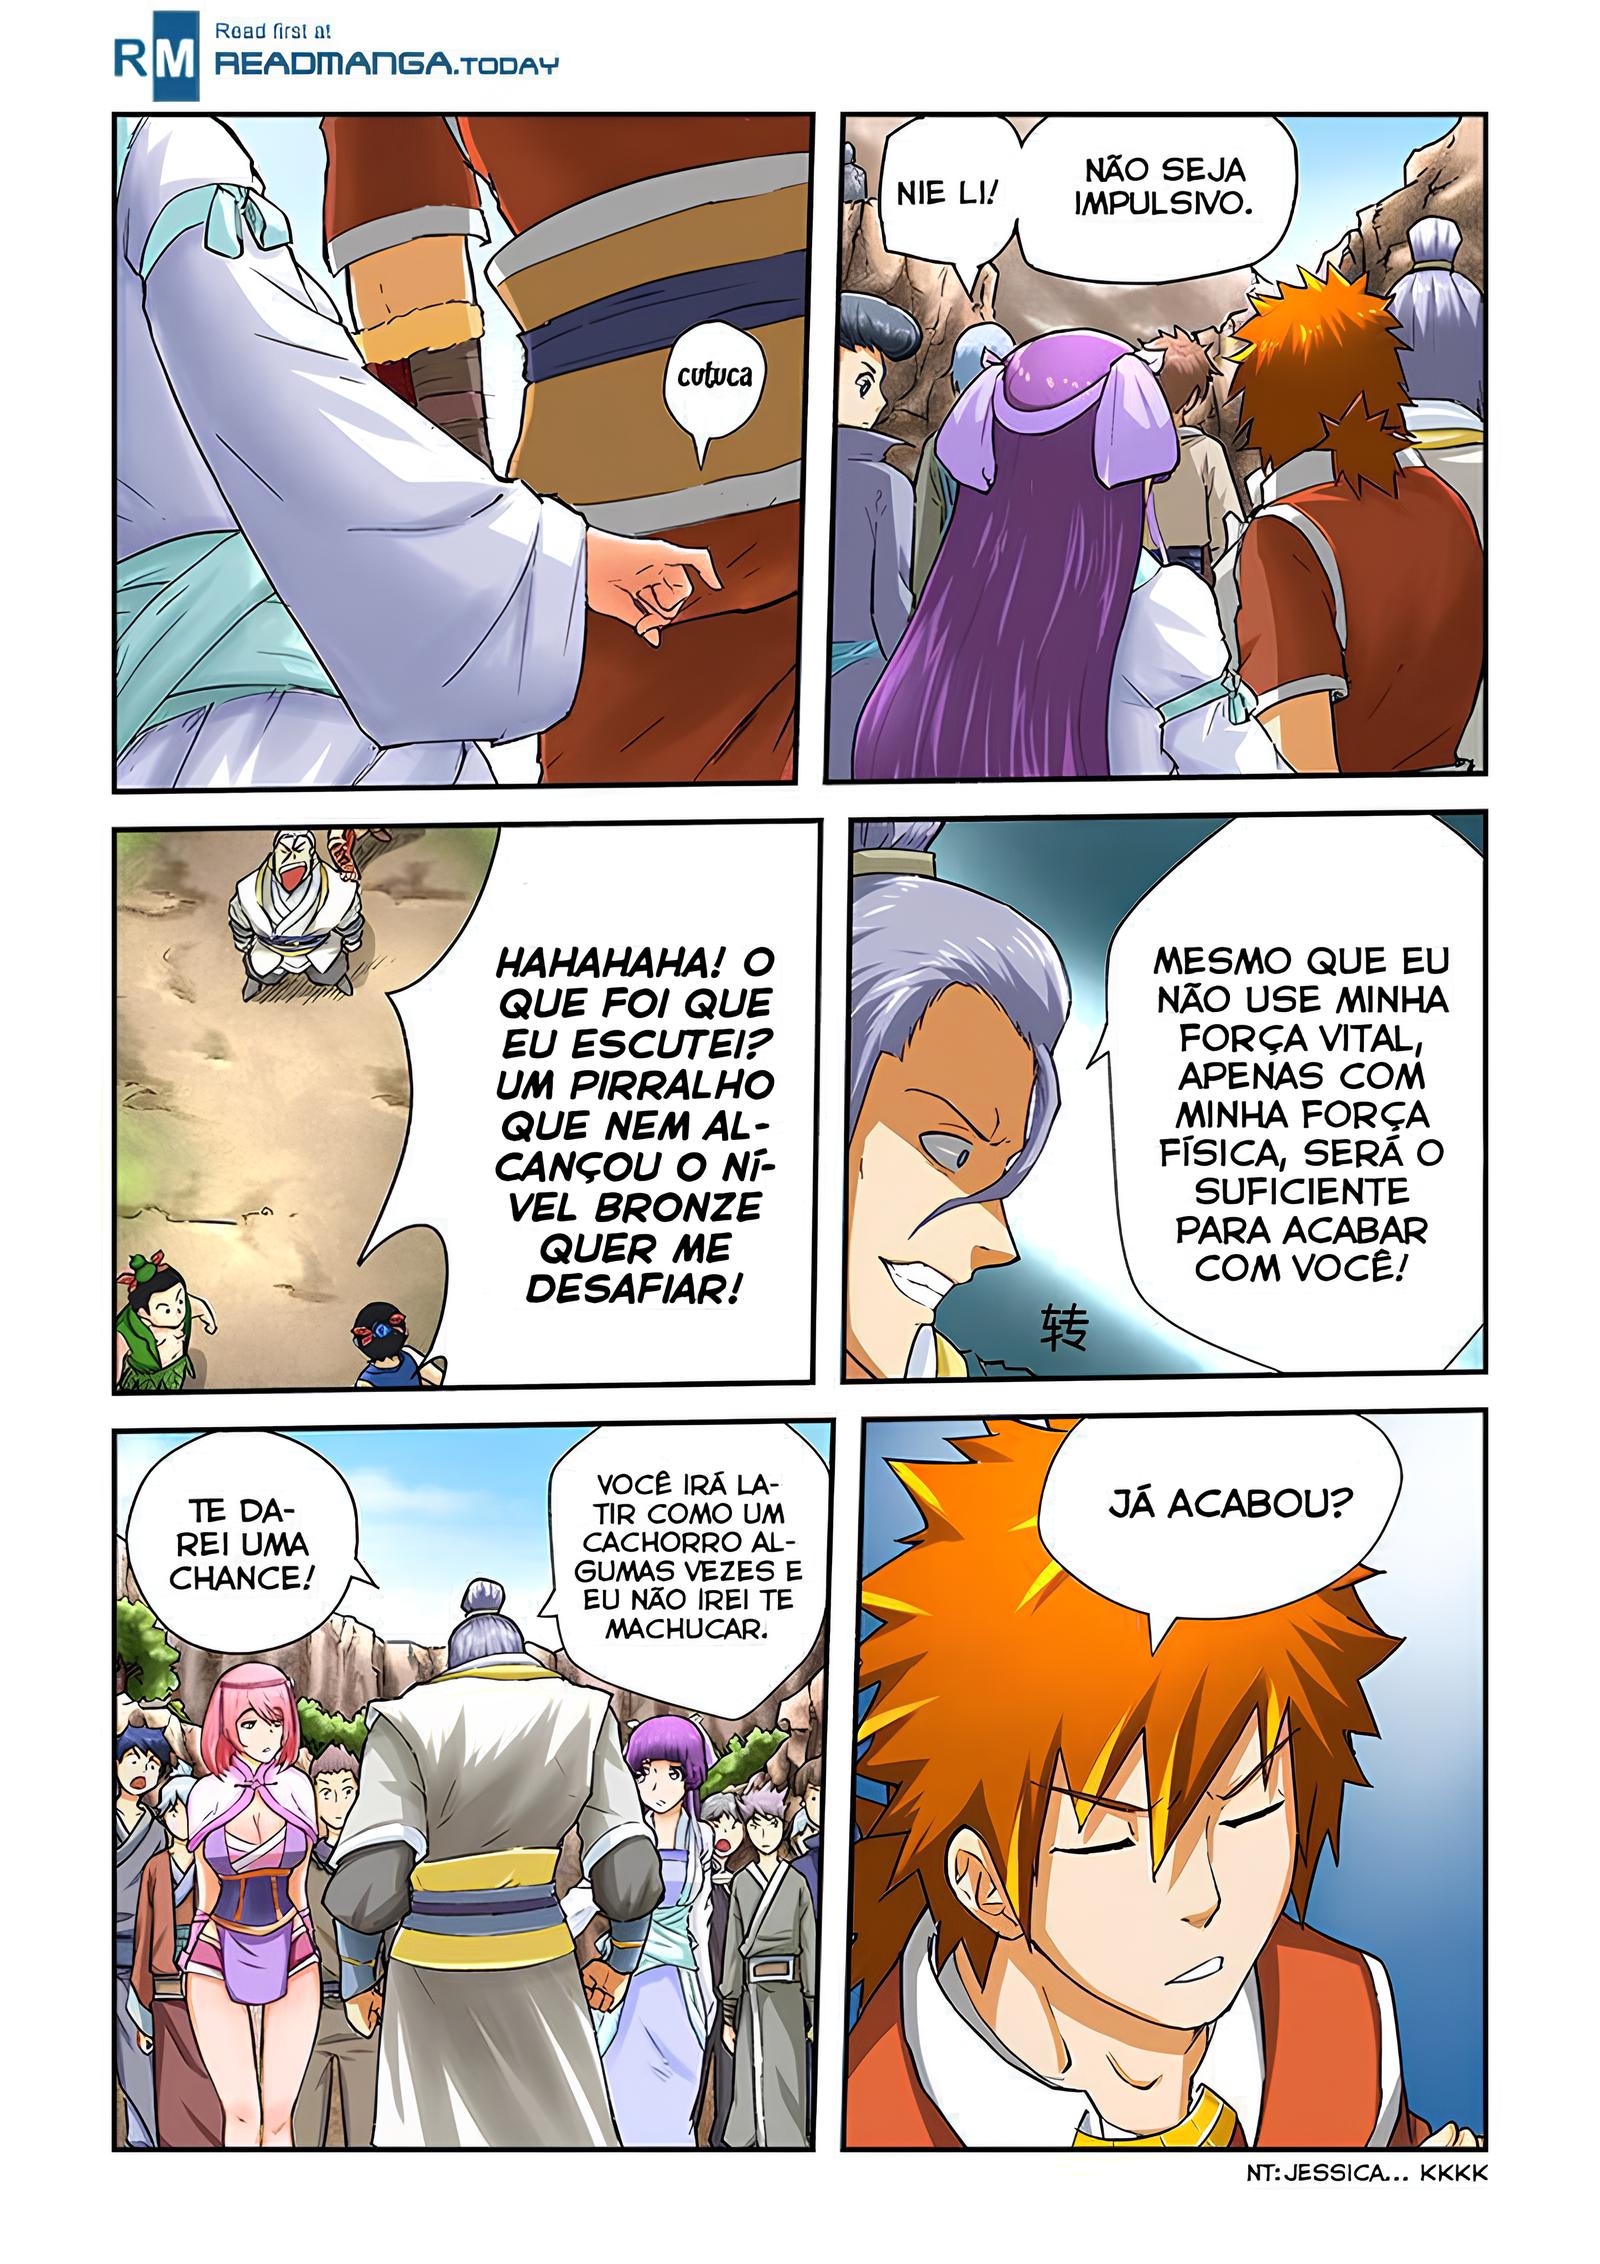 RM
Read first at
READMANGA.TODAY
cutuca
NIE LI!
NÃO SEJA
IMPULSIVO.
HAHAHAHA! O
QUE FOI QUE
EU ESCUTEI?
UM PIRRALHO
QUE NEM AL-
CANÇOU O NÍ-
VEL BRONZE
QUER ME
DESAFIAR!
MESMO QUE EU
NÃO USE MINHA
FORÇA VITAL,
APENAS COM
MINHA FORÇA
FÍSICA, SERÁ O
SUFICIENTE
PARA ACABAR
COM VOCÊ!
转
TE DA-
REI UMA
CHANCE!
VOCÊ IRÁ LA-
TIR COMO UM
CACHORRO AL-
GUMAS VEZES E
EU NÃO IREI TE
MACHUCAR.
JÁ ACABOU?
NT: JESSICA... KKKK